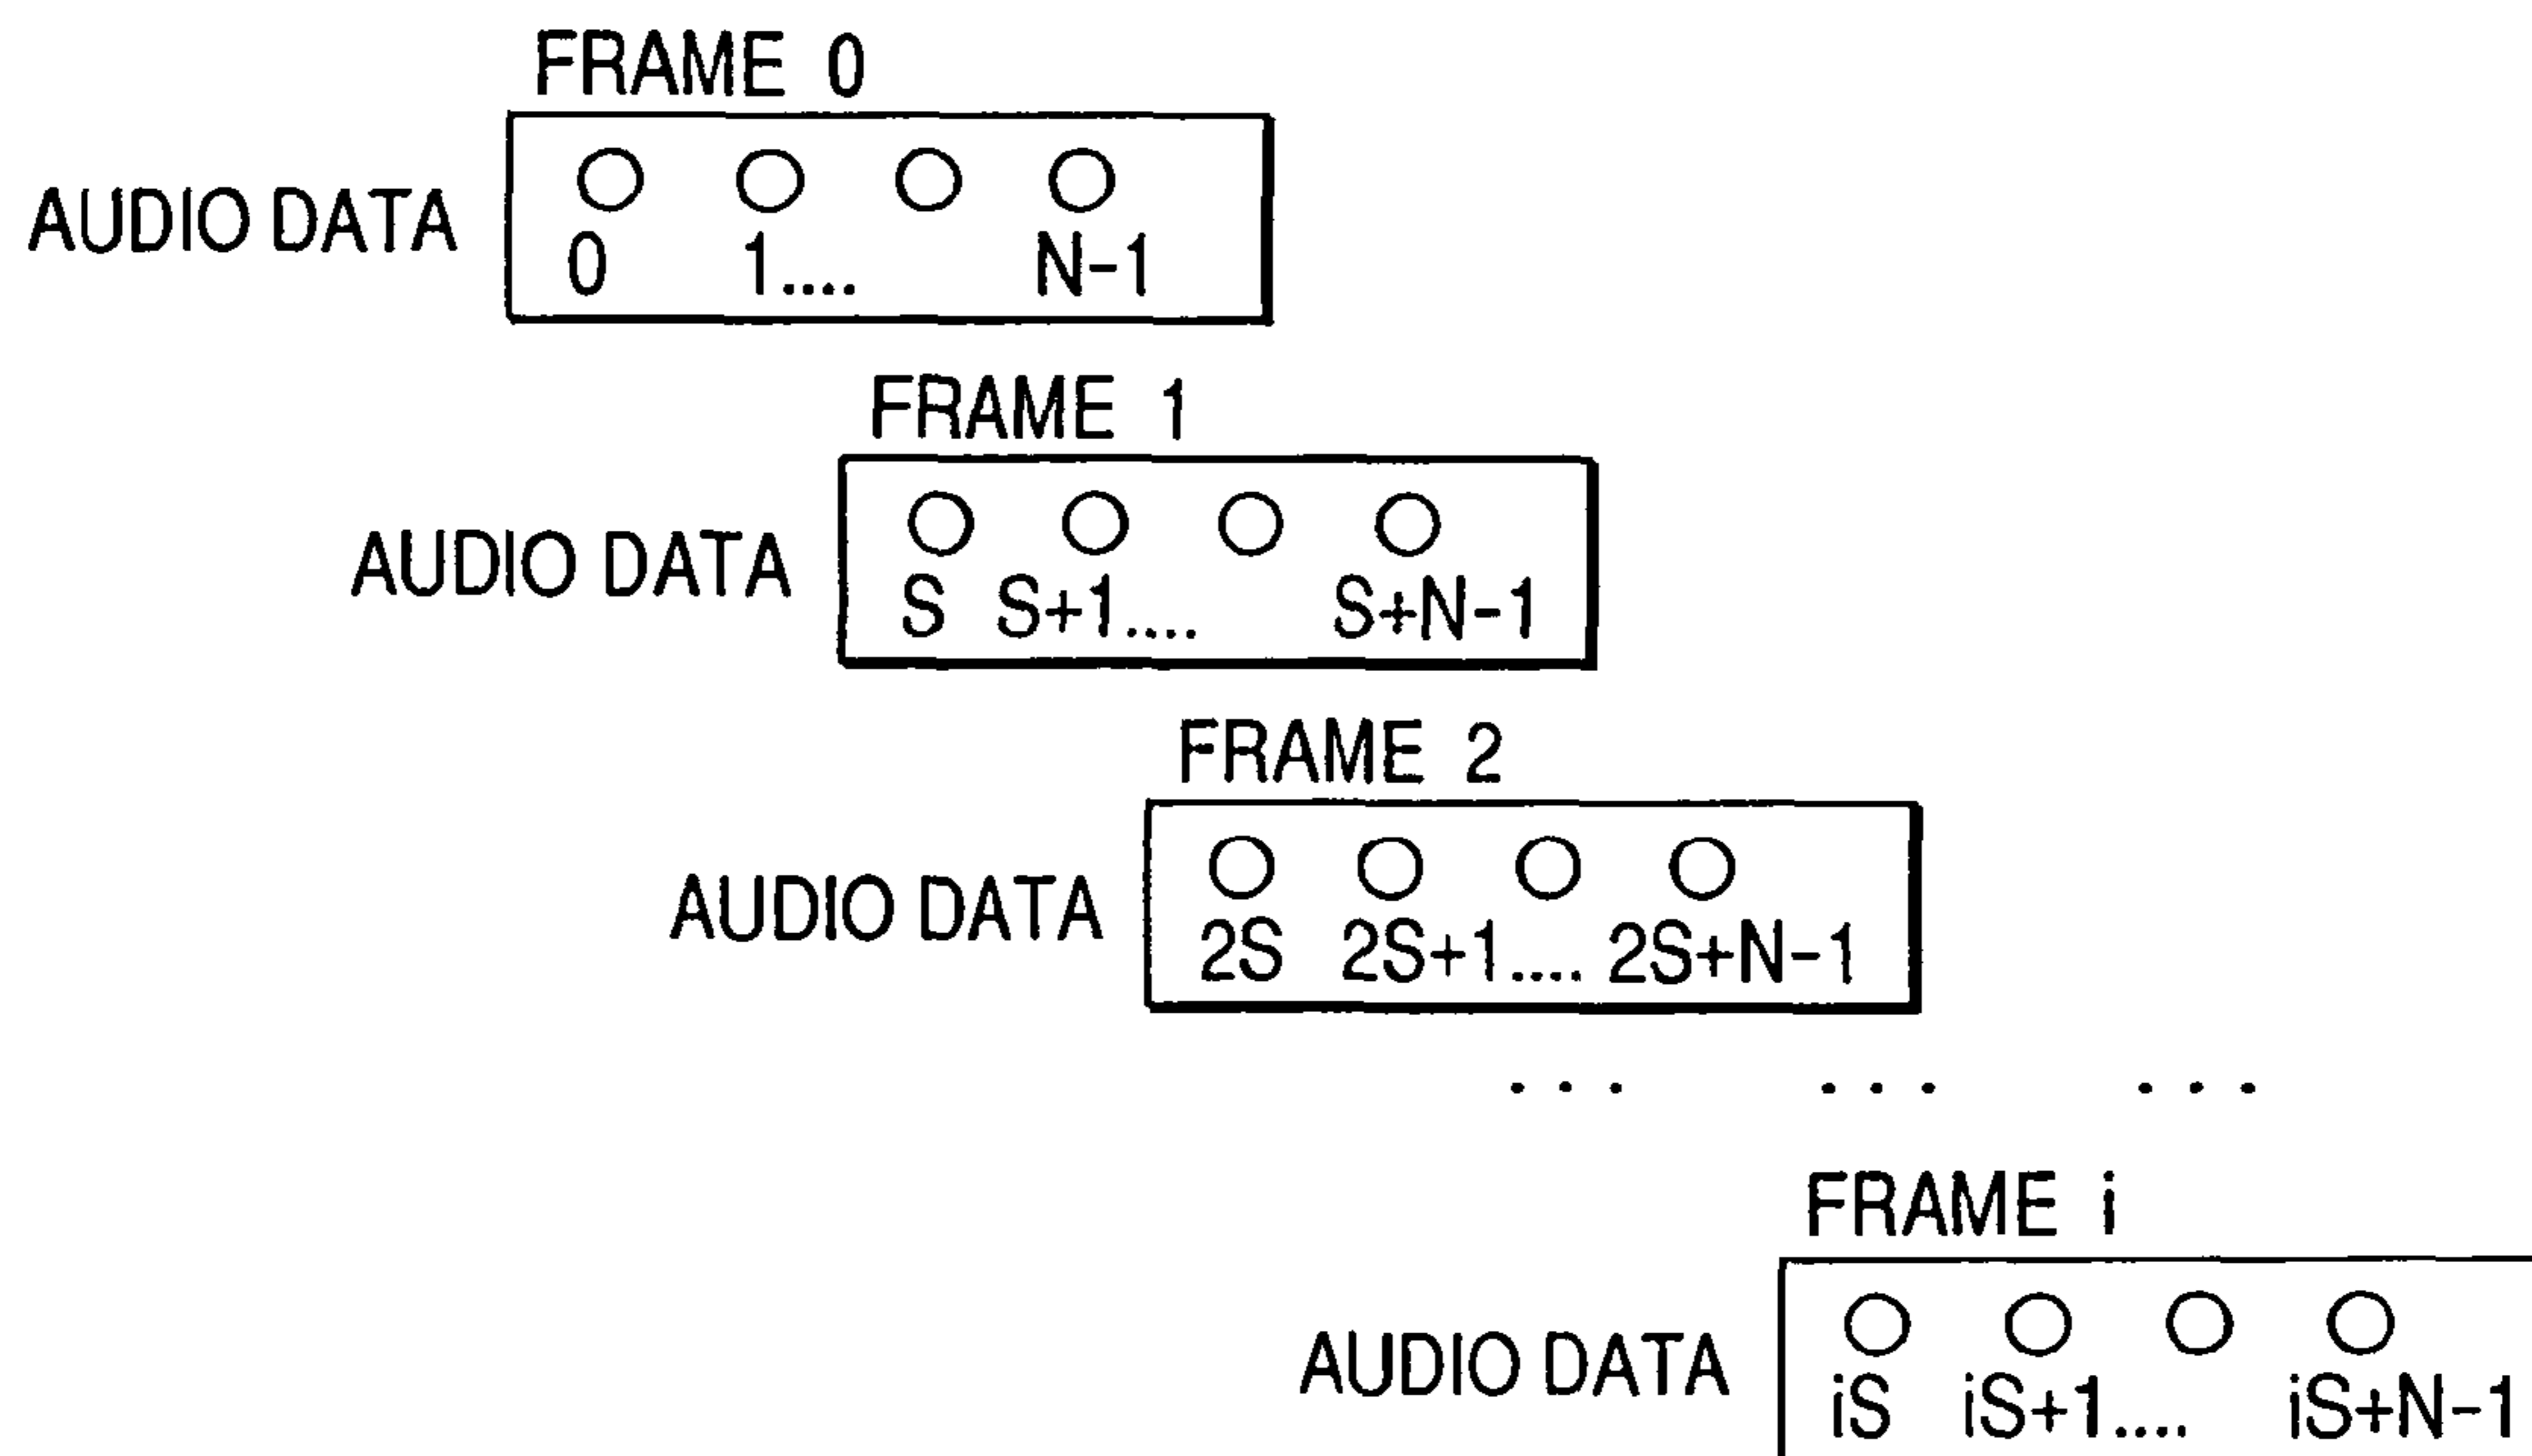 FRAME 0
AUDIO DATA
0 1.... N-1
FRAME 1
AUDIO DATA
S S+1.... S+N-1
FRAME 2
AUDIO DATA
2S 2S+1.... 2S+N-1
... ... ...
FRAME i
AUDIO DATA
iS iS+1.... iS+N-1